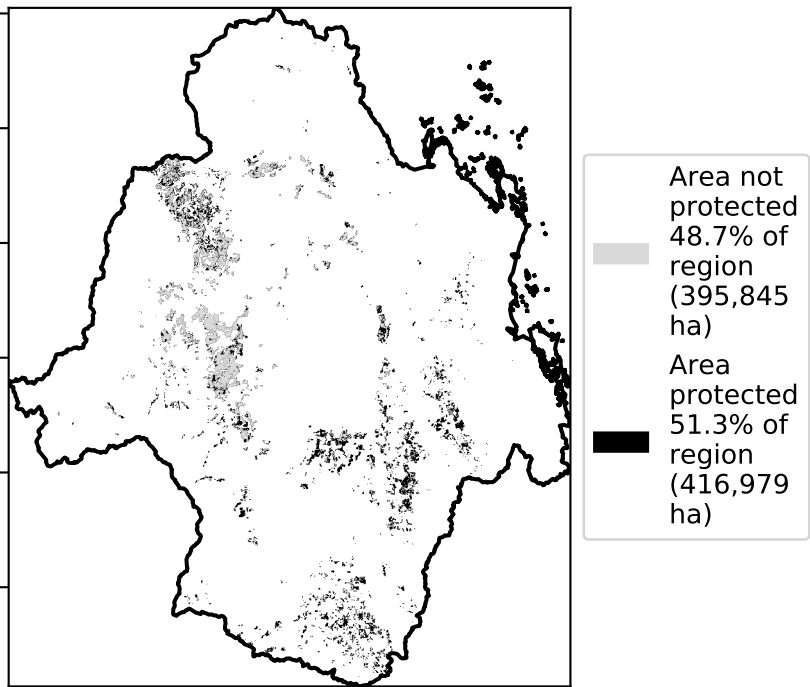 Area not
protected
48.7% of
region
(395,845
ha)
Area
protected
51.3% of
region
(416,979
ha)